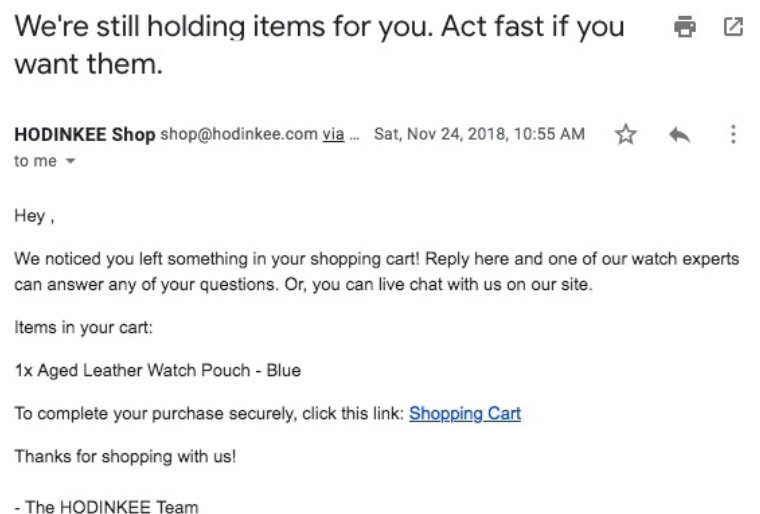 We're still holding items for you. Act fast if you
want them.
HODINKEE Shop shop@hodinkee.com via ... Sat, Nov 24, 2018, 10:55 AM
to me
Hey ,
We noticed you left something in your shopping cart! Reply here and one of our watch experts
can answer any of your questions. Or, you can live chat with us on our site.
Items in your cart:
1x Aged Leather Watch Pouch - Blue
To complete your purchase securely, click this link: Shopping Cart
Thanks for shopping with us!
- The HODINKEE Team